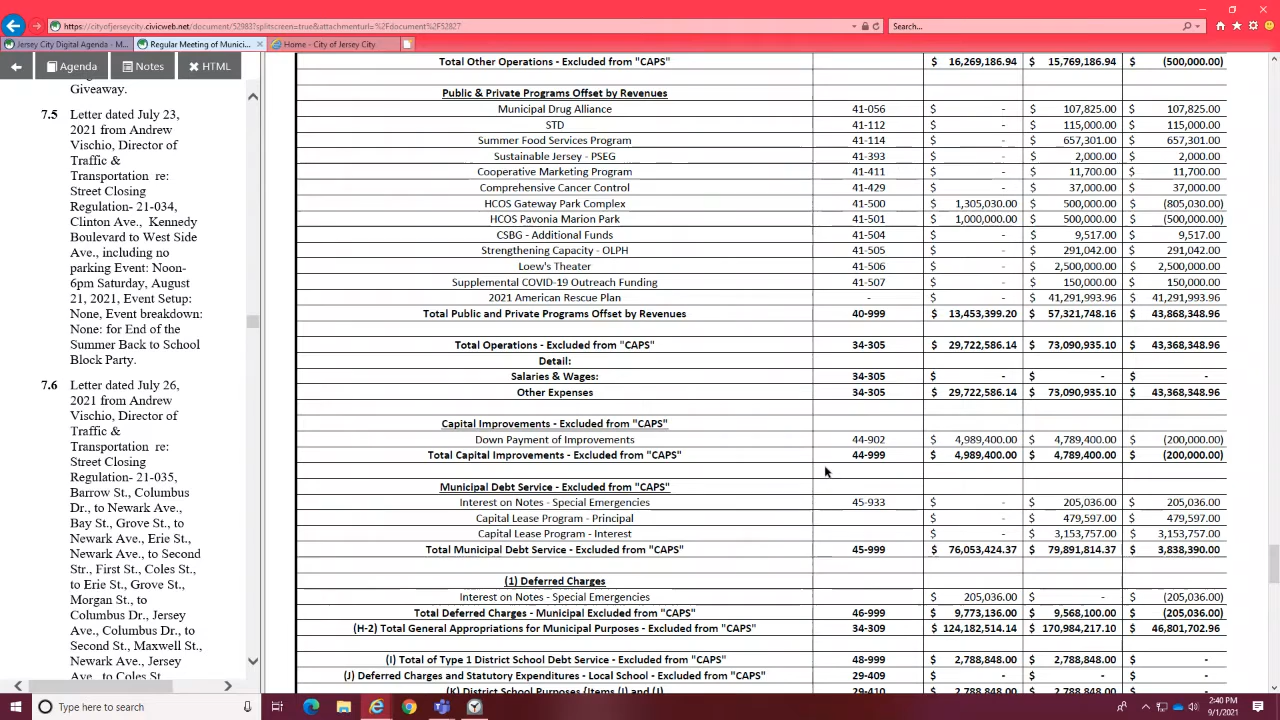 https://cityofjerseycity.civicweb.net/document/52983?splitscreen=true&attachmenturl=%2Fdocument%2F52827
Search...
Jersey City Digital Agenda - M...
Regular Meeting of Munici...
Home - City of Jersey City
Agenda
Notes
HTML
Giveaway.
7.5 Letter dated July 23,
2021 from Andrew
Vischio, Director of
Traffic &
Transportation re:
Street Closing
Regulation- 21-034,
Clinton Ave., Kennedy
Boulevard to West Side
Ave., including no
parking Event: Noon-
6pm Saturday, August
21, 2021, Event Setup:
None, Event breakdown:
None: for End of the
Summer Back to School
Block Party.
7.6 Letter dated July 26,
2021 from Andrew
Vischio, Director of
Traffic &
Transportation re:
Street Closing
Regulation- 21-035,
Barrow St., Columbus
Dr., to Newark Ave.,
Bay St., Grove St., to
Newark Ave., Erie St.,
Newark Ave., to Second
Str., First St., Coles St.,
to Erie St., Grove St.,
Morgan St., to
Columbus Dr., Jersey
Ave., Columbus Dr., to
Second St., Maxwell St.,
Newark Ave., Jersey
Ave., to Coles St.
Total Other Operations - Excluded from "CAPS" $ 16,269,186.94 $ 15,769,186.94 $ (500,000.00)
Public & Private Programs Offset by Revenues
Municipal Drug Alliance 41-056 $ - $ 107,825.00 $ 107,825.00
STD 41-112 $ - $ 115,000.00 $ 115,000.00
Summer Food Services Program 41-114 $ - $ 657,301.00 $ 657,301.00
Sustainable Jersey - PSEG 41-393 $ - $ 2,000.00 $ 2,000.00
Cooperative Marketing Program 41-411 $ - $ 11,700.00 $ 11,700.00
Comprehensive Cancer Control 41-429 $ - $ 37,000.00 $ 37,000.00
HCOS Gateway Park Complex 41-500 $ 1,305,030.00 $ 500,000.00 $ (805,030.00)
HCOS Pavonia Marion Park 41-501 $ 1,000,000.00 $ 500,000.00 $ (500,000.00)
CSBG - Additional Funds 41-504 $ - $ 9,517.00 $ 9,517.00
Strengthening Capacity - OLPH 41-505 $ - $ 291,042.00 $ 291,042.00
Loew's Theater 41-506 $ - $ 2,500,000.00 $ 2,500,000.00
Supplemental COVID-19 Outreach Funding 41-507 $ - $ 150,000.00 $ 150,000.00
2021 American Rescue Plan - $ - $ 41,291,993.96 $ 41,291,993.96
Total Public and Private Programs Offset by Revenues 40-999 $ 13,453,399.20 $ 57,321,748.16 $ 43,868,348.96
Total Operations - Excluded from "CAPS" 34-305 $ 29,722,586.14 $ 73,090,935.10 $ 43,368,348.96
Detail:
Salaries & Wages: 34-305 $ - $ - $ -
Other Expenses 34-305 $ 29,722,586.14 $ 73,090,935.10 $ 43,368,348.96
Capital Improvements - Excluded from "CAPS"
Down Payment of Improvements 44-902 $ 4,989,400.00 $ 4,789,400.00 $ (200,000.00)
Total Capital Improvements - Excluded from "CAPS" 44-999 $ 4,989,400.00 $ 4,789,400.00 $ (200,000.00)
Municipal Debt Service - Excluded from "CAPS"
Interest on Notes - Special Emergencies 45-933 $ - $ 205,036.00 $ 205,036.00
Capital Lease Program - Principal $ - $ 479,597.00 $ 479,597.00
Capital Lease Program - Interest $ - $ 3,153,757.00 $ 3,153,757.00
Total Municipal Debt Service - Excluded from "CAPS" 45-999 $ 76,053,424.37 $ 79,891,814.37 $ 3,838,390.00
(1) Deferred Charges
Interest on Notes - Special Emergencies $ 205,036.00 $ - $ (205,036.00)
Total Deferred Charges - Municipal Excluded from "CAPS" 46-999 $ 9,773,136.00 $ 9,568,100.00 $ (205,036.00)
(H-2) Total General Appropriations for Municipal Purposes - Excluded from "CAPS" 34-309 $ 124,182,514.14 $ 170,984,217.10 $ 46,801,702.96
(I) Total of Type 1 District School Debt Service - Excluded from "CAPS" 48-999 $ 2,788,848.00 $ 2,788,848.00 $ -
(J) Deferred Charges and Statutory Expenditures - Local School - Excluded from "CAPS" 29-409 $ - $ - $ -
(K) District School Purposes {Items (I) and (J) 29-410 $ 2,788,848.00 $ 2,788,848.00 $ -
Type here to search
2:40 PM
9/1/2021